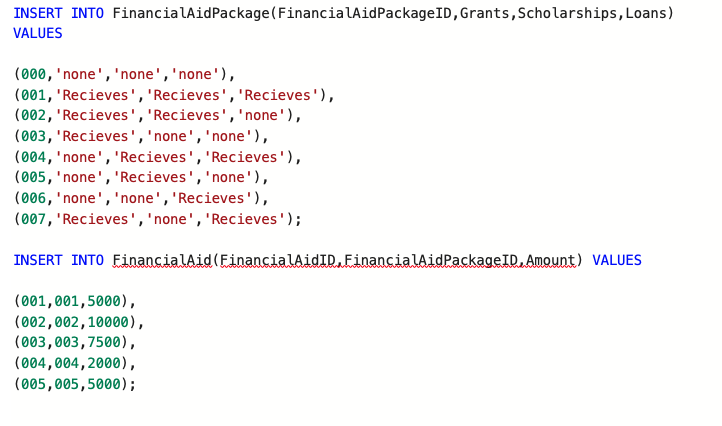 INSERT INTO FinancialAidPackage(FinancialAidPackageID,Grants,Scholarships,Loans)
VALUES
(000,'none','none','none'),
(001,'Recieves','Recieves','Recieves'),
(002,'Recieves','Recieves','none'),
(003,'Recieves','none','none'),
(004,'none','Recieves','Recieves'),
(005,'none','Recieves','none'),
(006,'none','none','Recieves'),
(007,'Recieves','none','Recieves');
INSERT INTO FinancialAid(FinancialAidID,FinancialAidPackageID,Amount) VALUES
(001,001,5000),
(002,002,10000),
(003,003,7500),
(004,004,2000),
(005,005,5000);